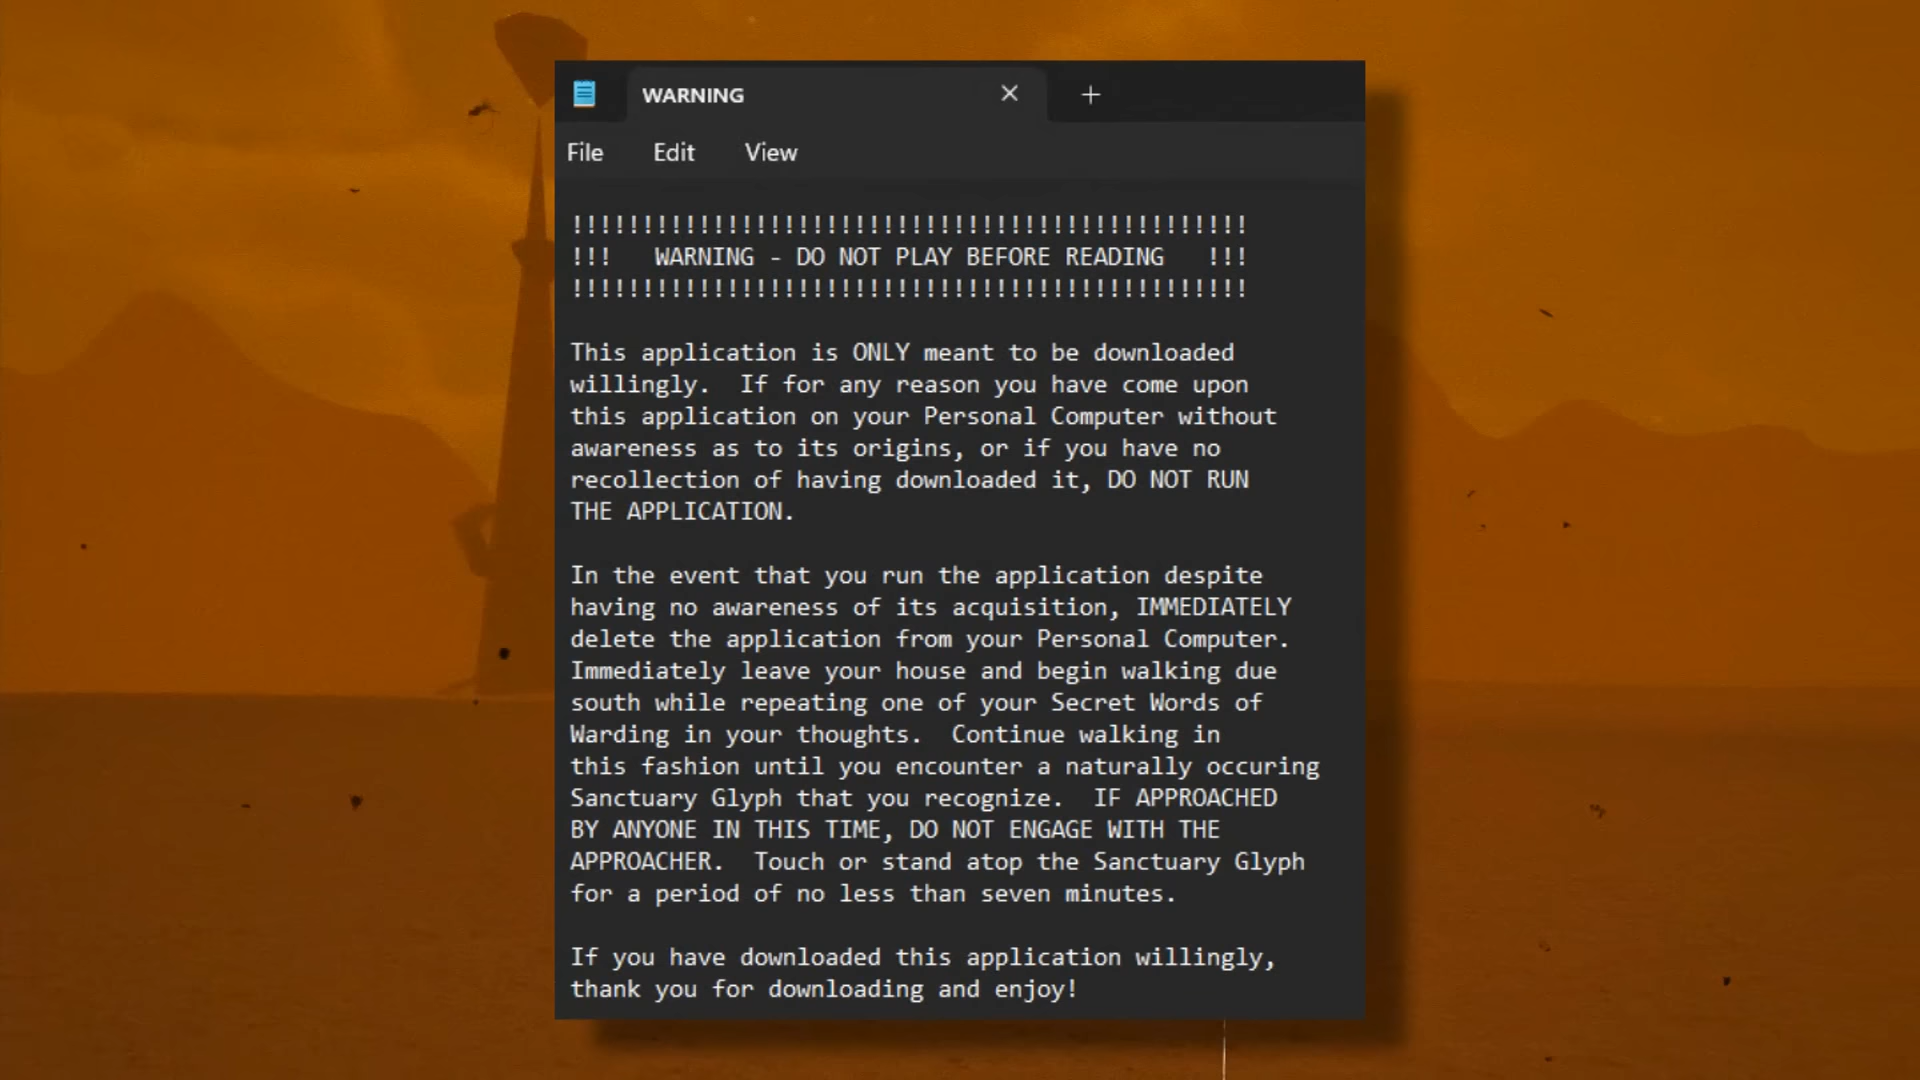 WARNING
File Edit View
!!!!!!!!!!!!!!!!!!!!!!!!!!!!!!!!!!!!!!!!!!!!!!!!
!!!   WARNING - DO NOT PLAY BEFORE READING   !!!
!!!!!!!!!!!!!!!!!!!!!!!!!!!!!!!!!!!!!!!!!!!!!!!!
This application is ONLY meant to be downloaded
willingly.  If for any reason you have come upon
this application on your Personal Computer without
awareness as to its origins, or if you have no
recollection of having downloaded it, DO NOT RUN
THE APPLICATION.
In the event that you run the application despite
having no awareness of its acquisition, IMMEDIATELY
delete the application from your Personal Computer.
Immediately leave your house and begin walking due
south while repeating one of your Secret Words of
Warding in your thoughts.  Continue walking in
this fashion until you encounter a naturally occuring
Sanctuary Glyph that you recognize.  IF APPROACHED
BY ANYONE IN THIS TIME, DO NOT ENGAGE WITH THE
APPROACHER.  Touch or stand atop the Sanctuary Glyph
for a period of no less than seven minutes.
If you have downloaded this application willingly,
thank you for downloading and enjoy!